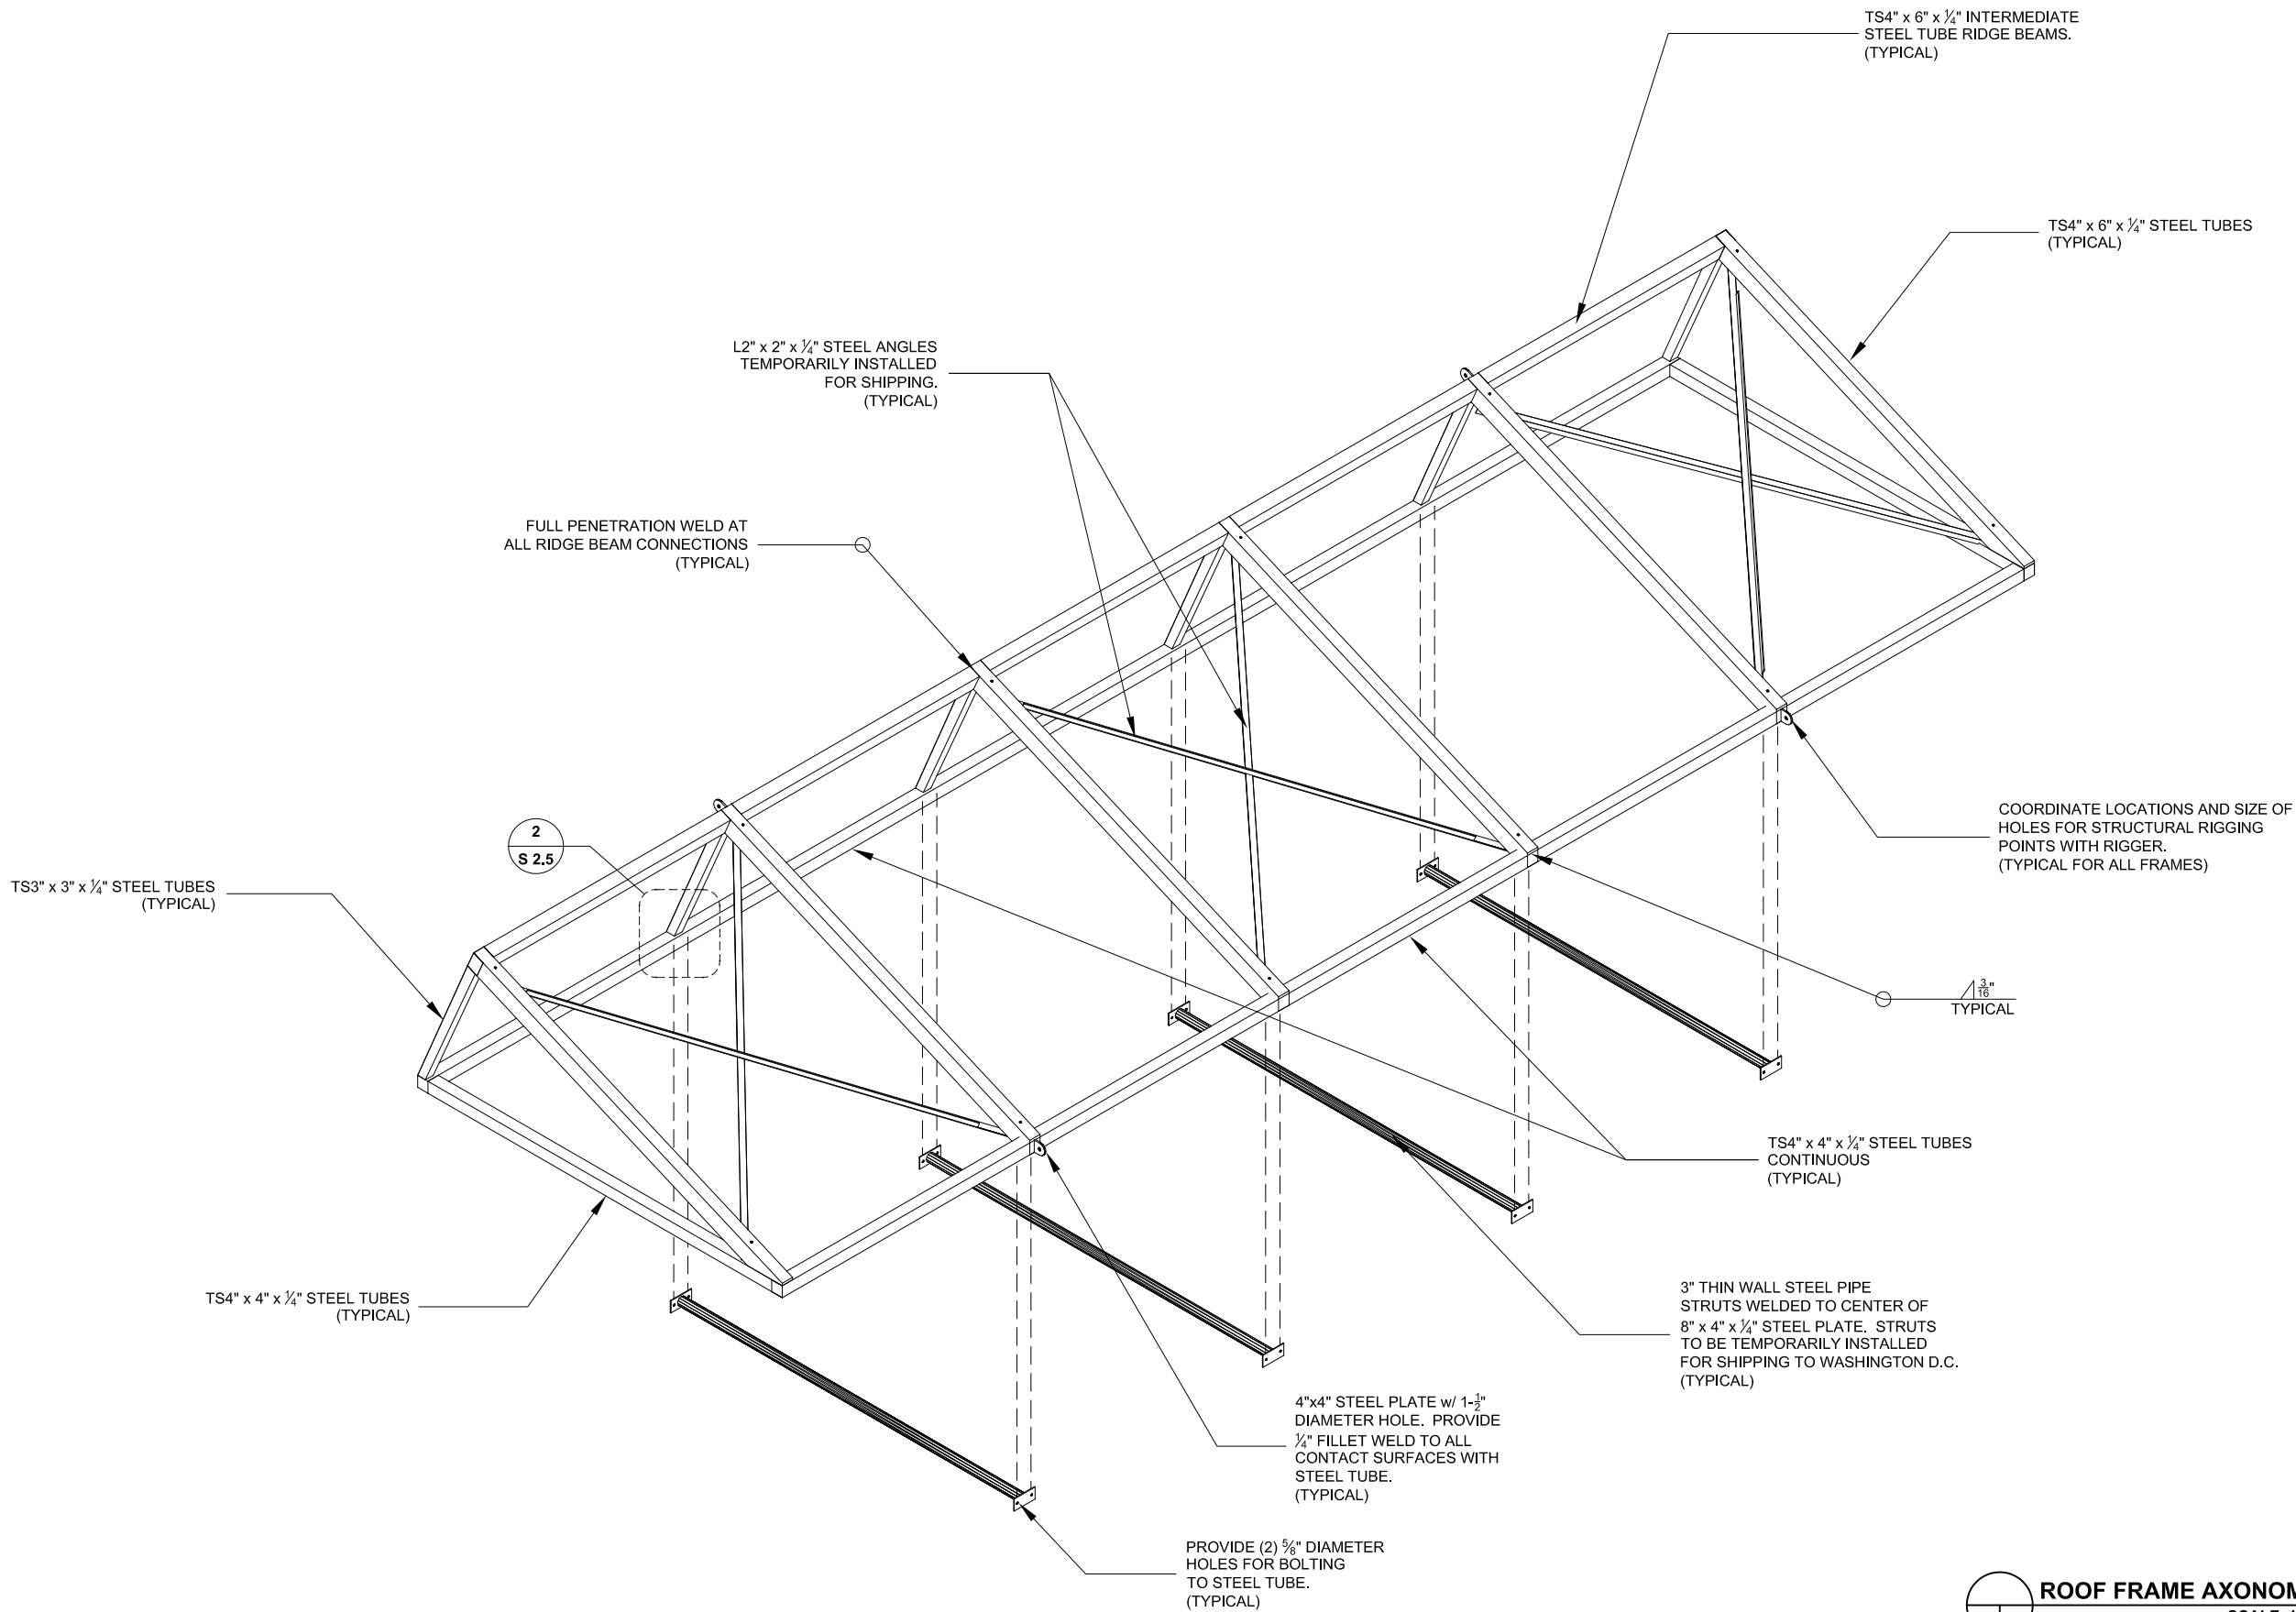 TS4" x 6" x 1/4" INTERMEDIATE
STEEL TUBE RIDGE BEAMS.
(TYPICAL)
TS4" x 6" x 1/4" STEEL TUBES
(TYPICAL)
L2" x 2" x 1/4" STEEL ANGLES
TEMPORARILY INSTALLED
FOR SHIPPING.
(TYPICAL)
FULL PENETRATION WELD AT
ALL RIDGE BEAM CONNECTIONS
(TYPICAL)
2
S 2.5
TS3" x 3" x 1/4" STEEL TUBES
(TYPICAL)
COORDINATE LOCATIONS AND SIZE OF
HOLES FOR STRUCTURAL RIGGING
POINTS WITH RIGGER.
(TYPICAL FOR ALL FRAMES)
3/16"
TYPICAL
TS4" x 4" x 1/4" STEEL TUBES
CONTINUOUS
(TYPICAL)
TS4" x 4" x 1/4" STEEL TUBES
(TYPICAL)
3" THIN WALL STEEL PIPE
STRUTS WELDED TO CENTER OF
8" x 4" x 1/4" STEEL PLATE. STRUTS
TO BE TEMPORARILY INSTALLED
FOR SHIPPING TO WASHINGTON D.C.
(TYPICAL)
4"x4" STEEL PLATE w/ 1-1/2"
DIAMETER HOLE. PROVIDE
1/4" FILLET WELD TO ALL
CONTACT SURFACES WITH
STEEL TUBE.
(TYPICAL)
PROVIDE (2) 5/8" DIAMETER
HOLES FOR BOLTING
TO STEEL TUBE.
(TYPICAL)
ROOF FRAME